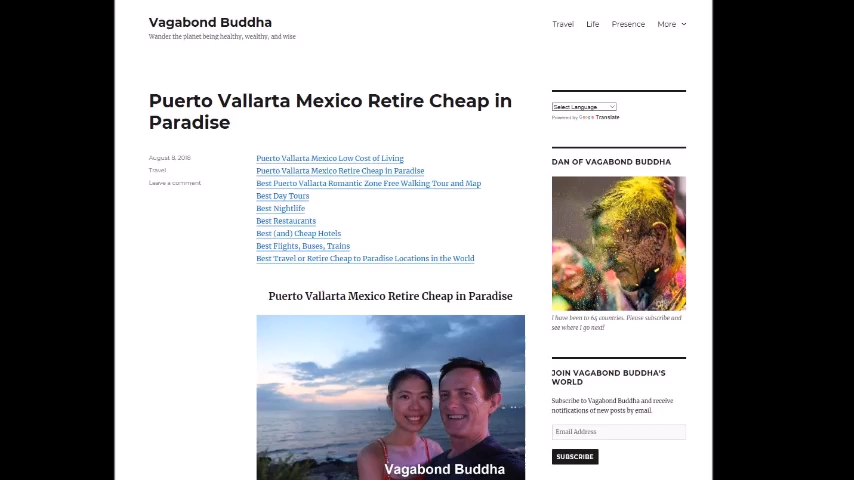 Vagabond Buddha
Wander the planet being healthy, wealthy, and wise
Travel Life Presence More
Puerto Vallarta Mexico Retire Cheap in
Paradise
August 8, 2018
Travel
Leave a comment
Puerto Vallarta Mexico Low Cost of Living
Puerto Vallarta Mexico Retire Cheap in Paradise
Best Puerto Vallarta Romantic Zone Free Walking Tour and Map
Best Day Tours
Best Nightlife
Best Restaurants
Best (and) Cheap Hotels
Best Flights, Buses, Trains
Best Travel or Retire Cheap to Paradise Locations in the World
Puerto Vallarta Mexico Retire Cheap in Paradise
Vagabond Buddha
Select Language
Powered by Google Translate
DAN OF VAGABOND BUDDHA
I have been to 64 countries. Please subscribe and
see where I go next!
JOIN VAGABOND BUDDHA'S
WORLD
Subscribe to Vagabond Buddha and receive
notifications of new posts by email.
Email Address
SUBSCRIBE